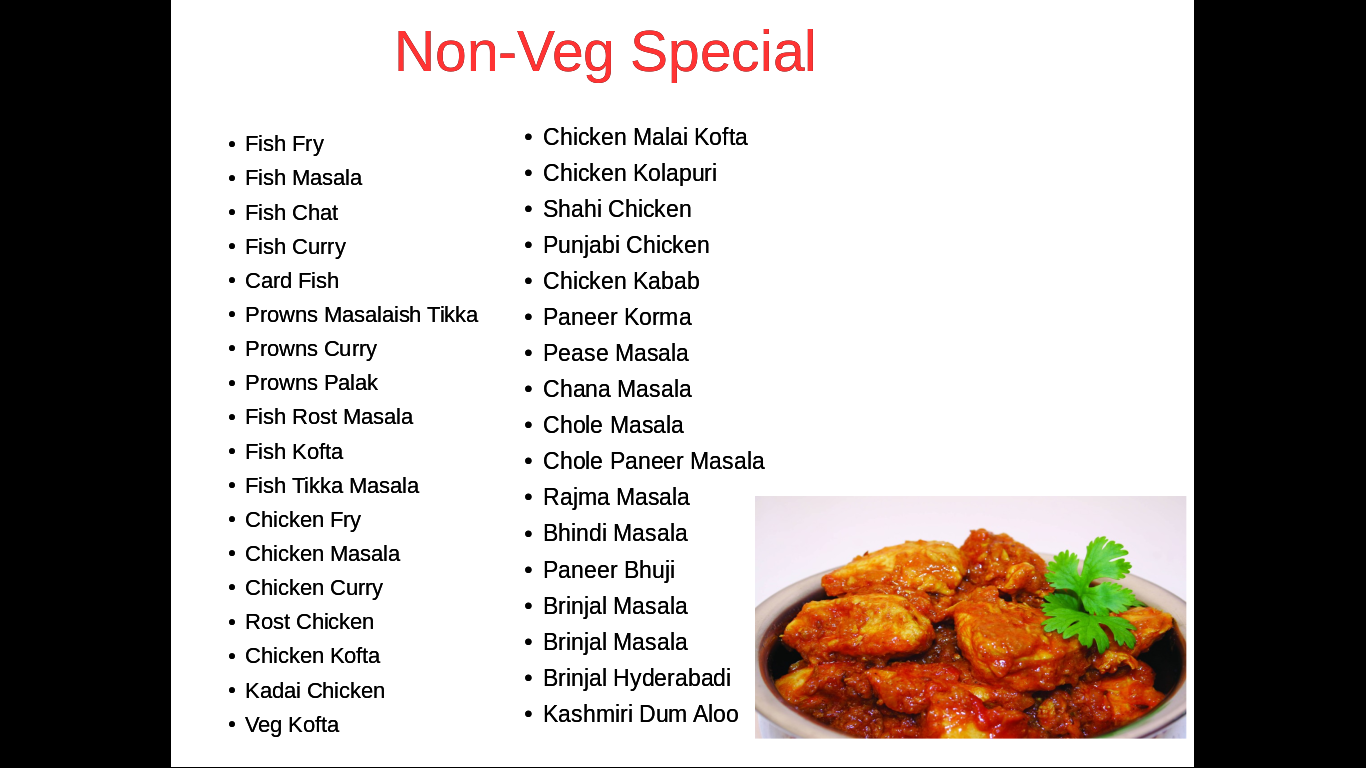 Non-Veg Special
• Fish Fry
• Fish Masala
• Fish Chat
• Fish Curry
• Card Fish
• Prowns Masalaish Tikka
• Prowns Curry
• Prowns Palak
• Fish Rost Masala
• Fish Kofta
• Fish Tikka Masala
• Chicken Fry
• Chicken Masala
• Chicken Curry
• Rost Chicken
• Chicken Kofta
• Kadai Chicken
• Veg Kofta
• Chicken Malai Kofta
• Chicken Kolapuri
• Shahi Chicken
• Punjabi Chicken
• Chicken Kabab
• Paneer Korma
• Pease Masala
• Chana Masala
• Chole Masala
• Chole Paneer Masala
• Rajma Masala
• Bhindi Masala
• Paneer Bhuji
• Brinjal Masala
• Brinjal Masala
• Brinjal Hyderabadi
• Kashmiri Dum Aloo